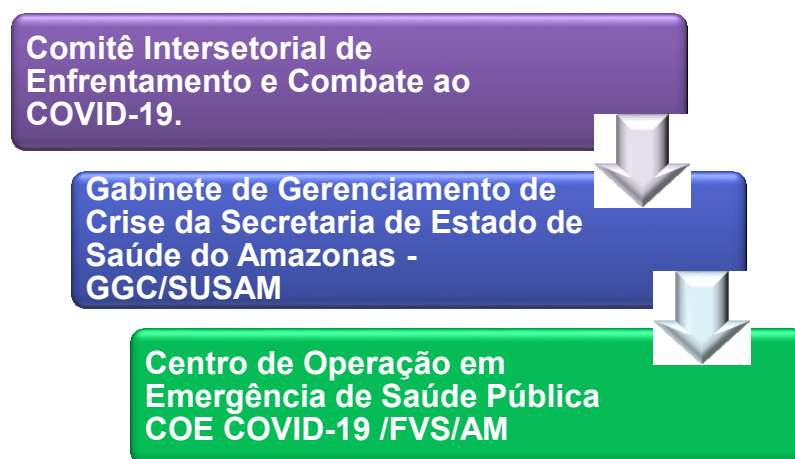 Comitê Intersetorial de
Enfrentamento e Combate ao
COVID-19.
Gabinete de Gerenciamento de
Crise da Secretaria de Estado de
Saúde do Amazonas -
GGC/SUSAM
Centro de Operação em
Emergência de Saúde Pública
COE COVID-19 /FVS/AM